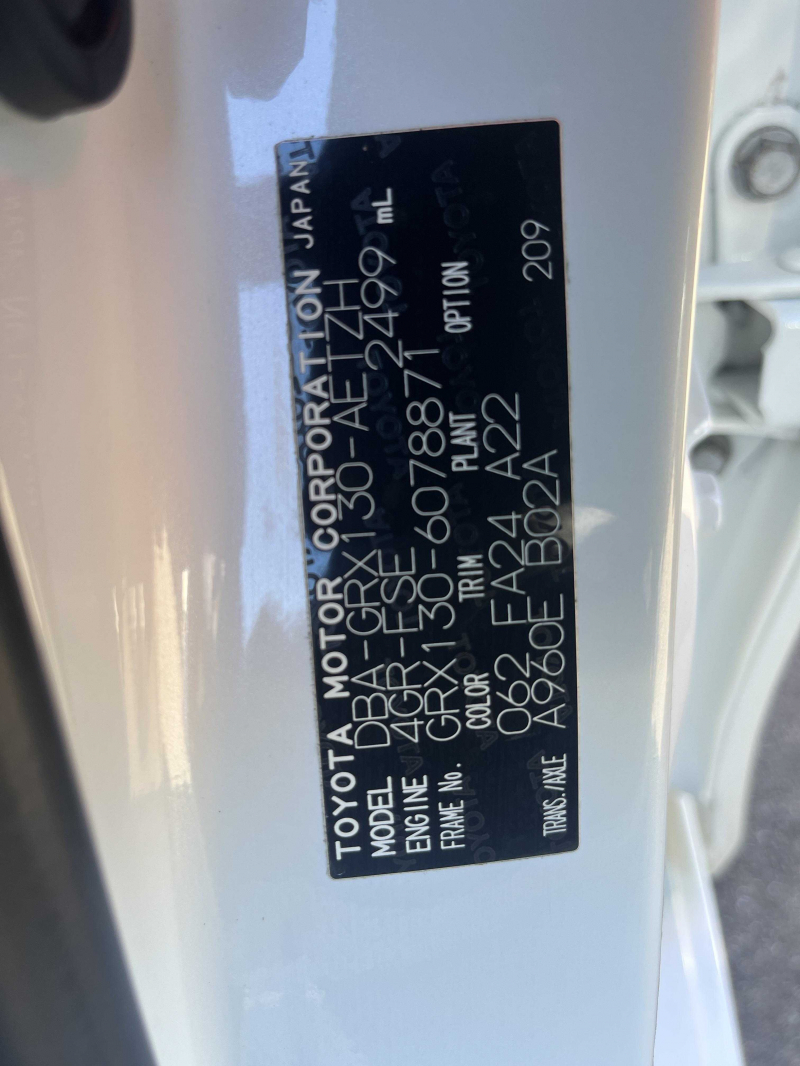 TOYOTA MOTOR CORPORATION JAPAN
MODEL DBA-GRX130-AETZH
ENGINE 4GR-FSE 2499 mL
FRAME No. GRX130-6078871
COLOR TRIM PLANT OPTION
062 FA24 A22
TRANS./AXLE A960E B02A 209